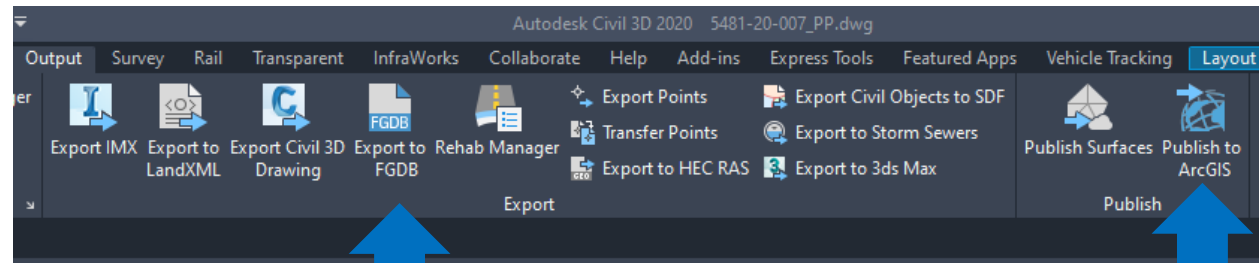 Autodesk Civil 3D 2020 5481-20-007_PP.dwg
Output Survey Rail Transparent InfraWorks Collaborate Help Add-ins Express Tools Featured Apps Vehicle Tracking Layout
ger
Export IMX
Export to
LandXML
Export Civil 3D
Drawing
FGDB
Export to
FGDB
Rehab Manager
Export Points
Transfer Points
GEO
Export to HEC RAS
Export Civil Objects to SDF
Export to Storm Sewers
Export to 3ds Max
Export
Publish Surfaces
Publish to
ArcGIS
Publish